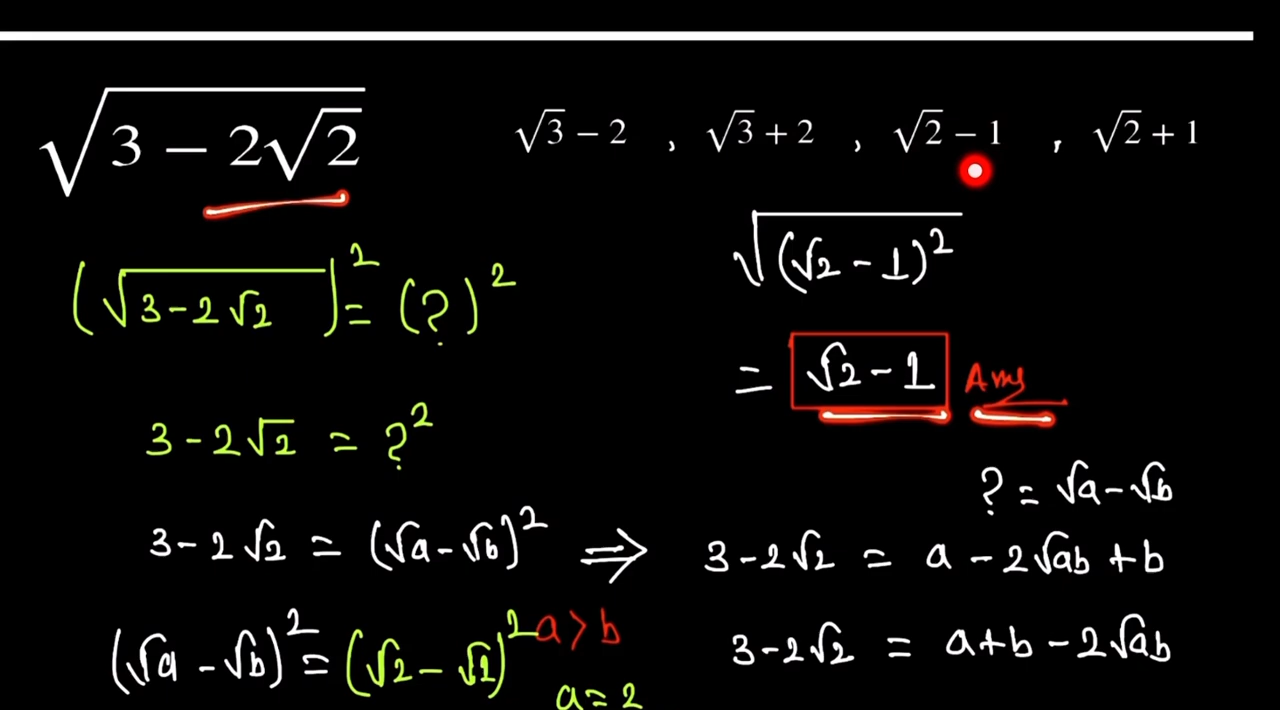 √(3 − 2√2)
√3 − 2 , √3 + 2 , √2 − 1 , √2 + 1
(√(3 − 2√2))² = (?)²
3 − 2√2 = ?²
3 − 2√2 = (√a − √b)² ⇒
(√a − √b)² = (√2 − √1)²
a > b
a = 2
√((√2 − 1)²)
= √2 − 1 Ans
? = √a − √b
3 − 2√2 = a − 2√ab + b
3 − 2√2 = a + b − 2√ab